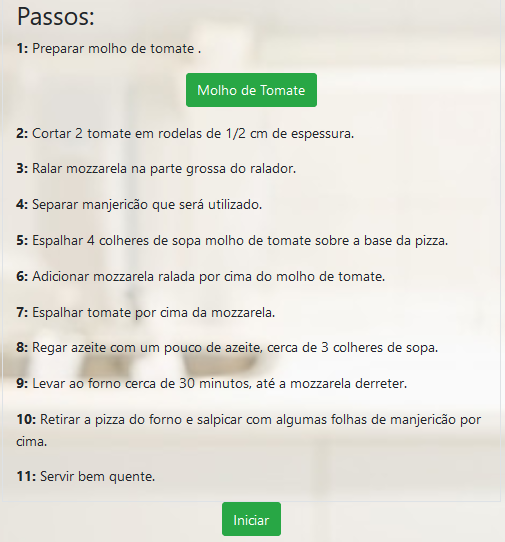 Passos:
1: Preparar molho de tomate .
Molho de Tomate
2: Cortar 2 tomate em rodelas de 1/2 cm de espessura.
3: Ralar mozzarela na parte grossa do ralador.
4: Separar manjericão que será utilizado.
5: Espalhar 4 colheres de sopa molho de tomate sobre a base da pizza.
6: Adicionar mozzarela ralada por cima do molho de tomate.
7: Espalhar tomate por cima da mozzarela.
8: Regar azeite com um pouco de azeite, cerca de 3 colheres de sopa.
9: Levar ao forno cerca de 30 minutos, até a mozzarela derreter.
10: Retirar a pizza do forno e salpicar com algumas folhas de manjericão por
cima.
11: Servir bem quente.
Iniciar